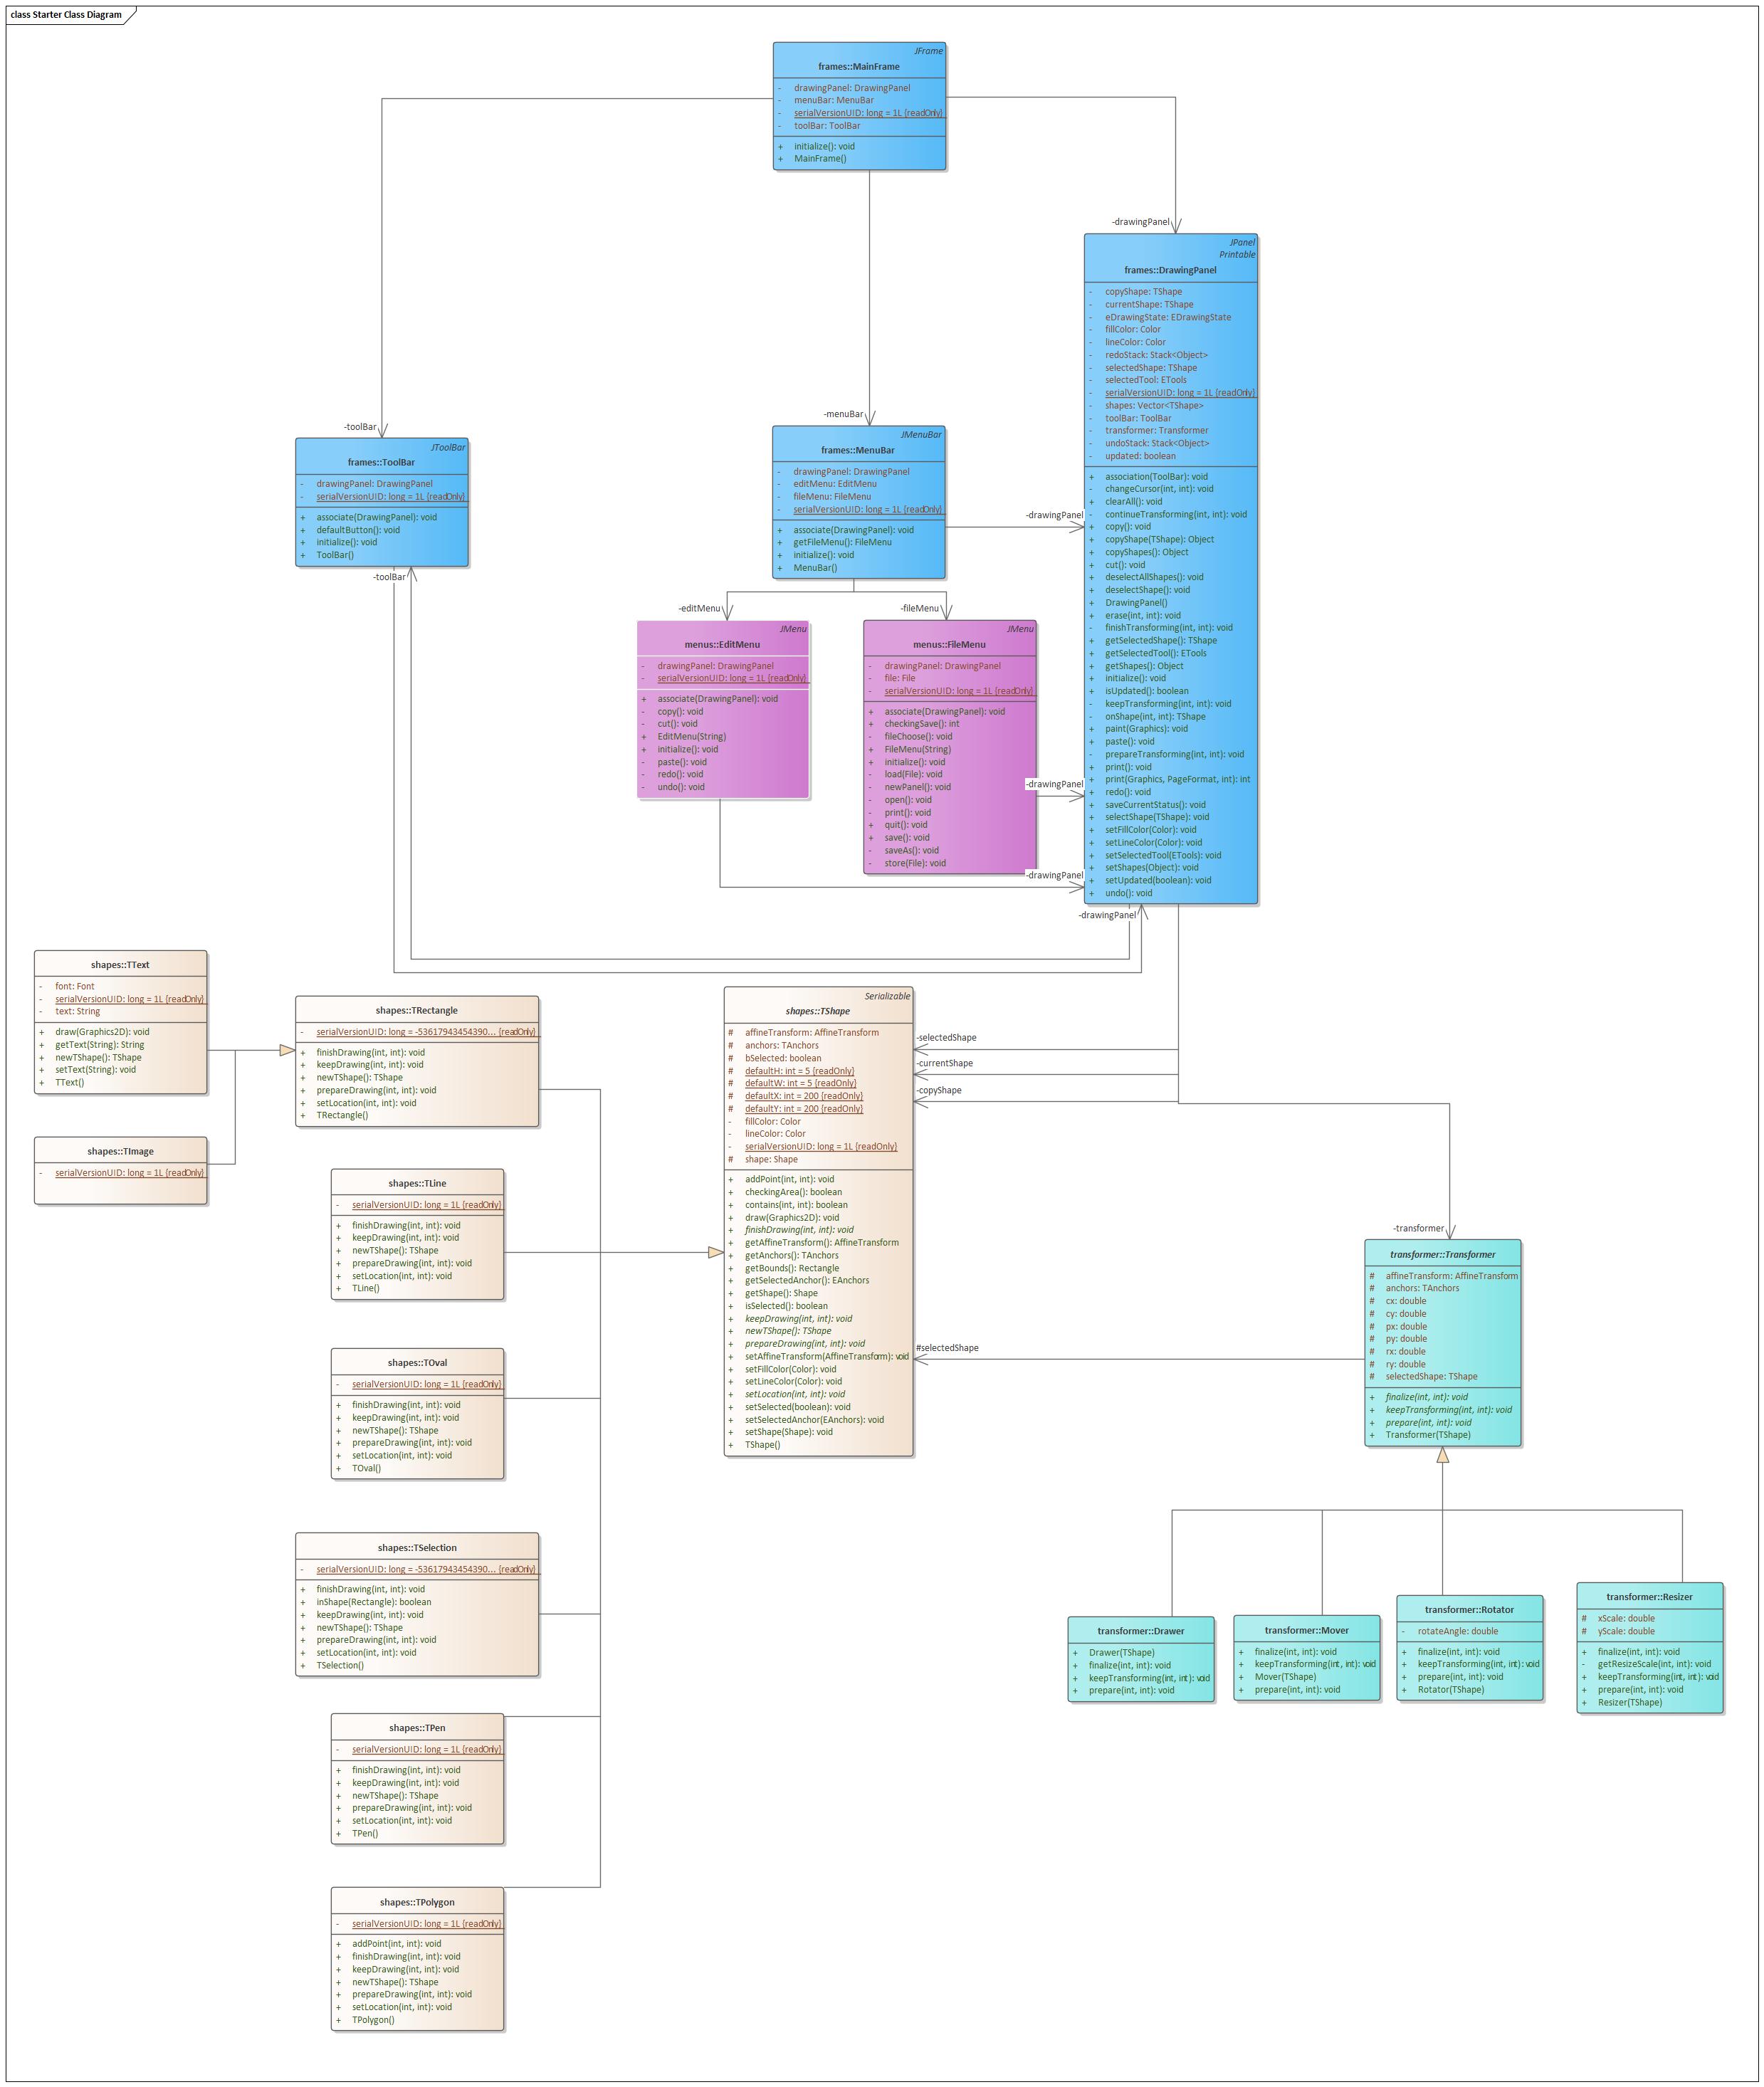 class Starter Class Diagram
JFrame
frames::MainFrame
- drawingPanel: DrawingPanel
- menuBar: MenuBar
- serialVersionUID: long = 1L {readOnly}
- toolBar: ToolBar
+ initialize(): void
+ MainFrame()
-drawingPanel
JPanel
Printable
frames::DrawingPanel
- copyShape: TShape
- currentShape: TShape
- eDrawingState: EDrawingState
- fillColor: Color
- lineColor: Color
- redoStack: Stack<Object>
- selectedShape: TShape
- selectedTool: ETools
- serialVersionUID: long = 1L {readOnly}
- shapes: Vector<TShape>
- toolBar: ToolBar
- transformer: Transformer
- undoStack: Stack<Object>
- updated: boolean
+ association(ToolBar): void
- changeCursor(int, int): void
+ clearAll(): void
- continueTransforming(int, int): void
+ copy(): void
+ copyShape(TShape): Object
+ copyShapes(): Object
+ cut(): void
+ deselectAllShapes(): void
+ deselectShape(): void
+ DrawingPanel()
+ erase(int, int): void
- finishTransforming(int, int): void
+ getSelectedShape(): TShape
+ getSelectedTool(): ETools
+ getShapes(): Object
+ initialize(): void
+ isUpdated(): boolean
- keepTransforming(int, int): void
- onShape(int, int): TShape
+ paint(Graphics): void
+ paste(): void
- prepareTransforming(int, int): void
+ print(): void
+ print(Graphics, PageFormat, int): int
+ redo(): void
+ saveCurrentStatus(): void
+ selectShape(TShape): void
+ setFillColor(Color): void
+ setLineColor(Color): void
+ setSelectedTool(ETools): void
+ setShapes(Object): void
+ setUpdated(boolean): void
+ undo(): void
-toolBar
JToolBar
frames::ToolBar
- drawingPanel: DrawingPanel
- serialVersionUID: long = 1L {readOnly}
+ associate(DrawingPanel): void
+ defaultButton(): void
+ initialize(): void
+ ToolBar()
-toolBar
-menuBar
JMenuBar
frames::MenuBar
- drawingPanel: DrawingPanel
- editMenu: EditMenu
- fileMenu: FileMenu
- serialVersionUID: long = 1L {readOnly}
+ associate(DrawingPanel): void
+ getFileMenu(): FileMenu
+ initialize(): void
+ MenuBar()
-drawingPanel
-editMenu
JMenu
menus::EditMenu
- drawingPanel: DrawingPanel
- serialVersionUID: long = 1L {readOnly}
+ associate(DrawingPanel): void
- copy(): void
- cut(): void
+ EditMenu(String)
+ initialize(): void
- paste(): void
- redo(): void
- undo(): void
-fileMenu
JMenu
menus::FileMenu
- drawingPanel: DrawingPanel
- file: File
- serialVersionUID: long = 1L {readOnly}
+ associate(DrawingPanel): void
+ checkingSave(): int
- fileChoose(): void
+ FileMenu(String)
+ initialize(): void
- load(File): void
- newPanel(): void
- open(): void
- print(): void
+ quit(): void
+ save(): void
- saveAs(): void
- store(File): void
-drawingPanel
-drawingPanel
-drawingPanel
shapes::TText
- font: Font
- serialVersionUID: long = 1L {readOnly}
- text: String
+ draw(Graphics2D): void
+ getText(String): String
+ newTShape(): TShape
+ setText(String): void
+ TText()
shapes::TImage
- serialVersionUID: long = 1L {readOnly}
shapes::TRectangle
- serialVersionUID: long = -53617943454390... {readOnly}
+ finishDrawing(int, int): void
+ keepDrawing(int, int): void
+ newTShape(): TShape
+ prepareDrawing(int, int): void
+ setLocation(int, int): void
+ TRectangle()
shapes::TLine
- serialVersionUID: long = 1L {readOnly}
+ finishDrawing(int, int): void
+ keepDrawing(int, int): void
+ newTShape(): TShape
+ prepareDrawing(int, int): void
+ setLocation(int, int): void
+ TLine()
shapes::TOval
- serialVersionUID: long = 1L {readOnly}
+ finishDrawing(int, int): void
+ keepDrawing(int, int): void
+ newTShape(): TShape
+ prepareDrawing(int, int): void
+ setLocation(int, int): void
+ TOval()
shapes::TSelection
- serialVersionUID: long = -53617943454390... {readOnly}
+ finishDrawing(int, int): void
+ inShape(Rectangle): boolean
+ keepDrawing(int, int): void
+ newTShape(): TShape
+ prepareDrawing(int, int): void
+ setLocation(int, int): void
+ TSelection()
shapes::TPen
- serialVersionUID: long = 1L {readOnly}
+ finishDrawing(int, int): void
+ keepDrawing(int, int): void
+ newTShape(): TShape
+ prepareDrawing(int, int): void
+ setLocation(int, int): void
+ TPen()
shapes::TPolygon
- serialVersionUID: long = 1L {readOnly}
+ addPoint(int, int): void
+ finishDrawing(int, int): void
+ keepDrawing(int, int): void
+ newTShape(): TShape
+ prepareDrawing(int, int): void
+ setLocation(int, int): void
+ TPolygon()
Serializable
shapes::TShape
# affineTransform: AffineTransform
# anchors: TAnchors
# bSelected: boolean
# defaultH: int = 5 {readOnly}
# defaultW: int = 5 {readOnly}
# defaultX: int = 200 {readOnly}
# defaultY: int = 200 {readOnly}
- fillColor: Color
- lineColor: Color
- serialVersionUID: long = 1L {readOnly}
# shape: Shape
+ addPoint(int, int): void
+ checkingArea(): boolean
+ contains(int, int): boolean
+ draw(Graphics2D): void
+ finishDrawing(int, int): void
+ getAffineTransform(): AffineTransform
+ getAnchors(): TAnchors
+ getBounds(): Rectangle
+ getSelectedAnchor(): EAnchors
+ getShape(): Shape
+ isSelected(): boolean
+ keepDrawing(int, int): void
+ newTShape(): TShape
+ prepareDrawing(int, int): void
+ setAffineTransform(AffineTransform): void
+ setFillColor(Color): void
+ setLineColor(Color): void
+ setLocation(int, int): void
+ setSelected(boolean): void
+ setSelectedAnchor(EAnchors): void
+ setShape(Shape): void
+ TShape()
-selectedShape
-currentShape
-copyShape
#selectedShape
-transformer
transformer::Transformer
# affineTransform: AffineTransform
# anchors: TAnchors
# cx: double
# cy: double
# px: double
# py: double
# rx: double
# ry: double
# selectedShape: TShape
+ finalize(int, int): void
+ keepTransforming(int, int): void
+ prepare(int, int): void
+ Transformer(TShape)
transformer::Drawer
+ Drawer(TShape)
+ finalize(int, int): void
+ keepTransforming(int, int): void
+ prepare(int, int): void
transformer::Mover
+ finalize(int, int): void
+ keepTransforming(int, int): void
+ Mover(TShape)
+ prepare(int, int): void
transformer::Rotator
- rotateAngle: double
+ finalize(int, int): void
+ keepTransforming(int, int): void
+ prepare(int, int): void
+ Rotator(TShape)
transformer::Resizer
# xScale: double
# yScale: double
+ finalize(int, int): void
- getResizeScale(int, int): void
+ keepTransforming(int, int): void
+ prepare(int, int): void
+ Resizer(TShape)